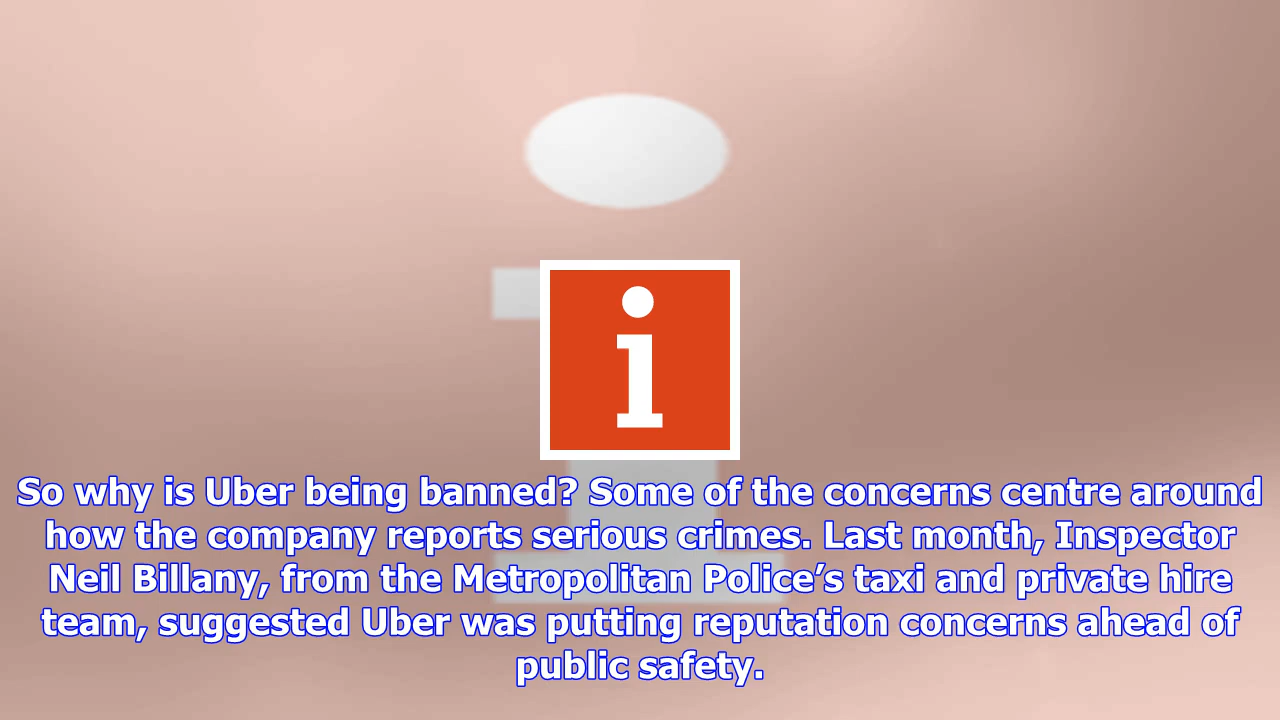 i
So why is Uber being banned? Some of the concerns centre around
how the company reports serious crimes. Last month, Inspector
Neil Billany, from the Metropolitan Police’s taxi and private hire
team, suggested Uber was putting reputation concerns ahead of
public safety.